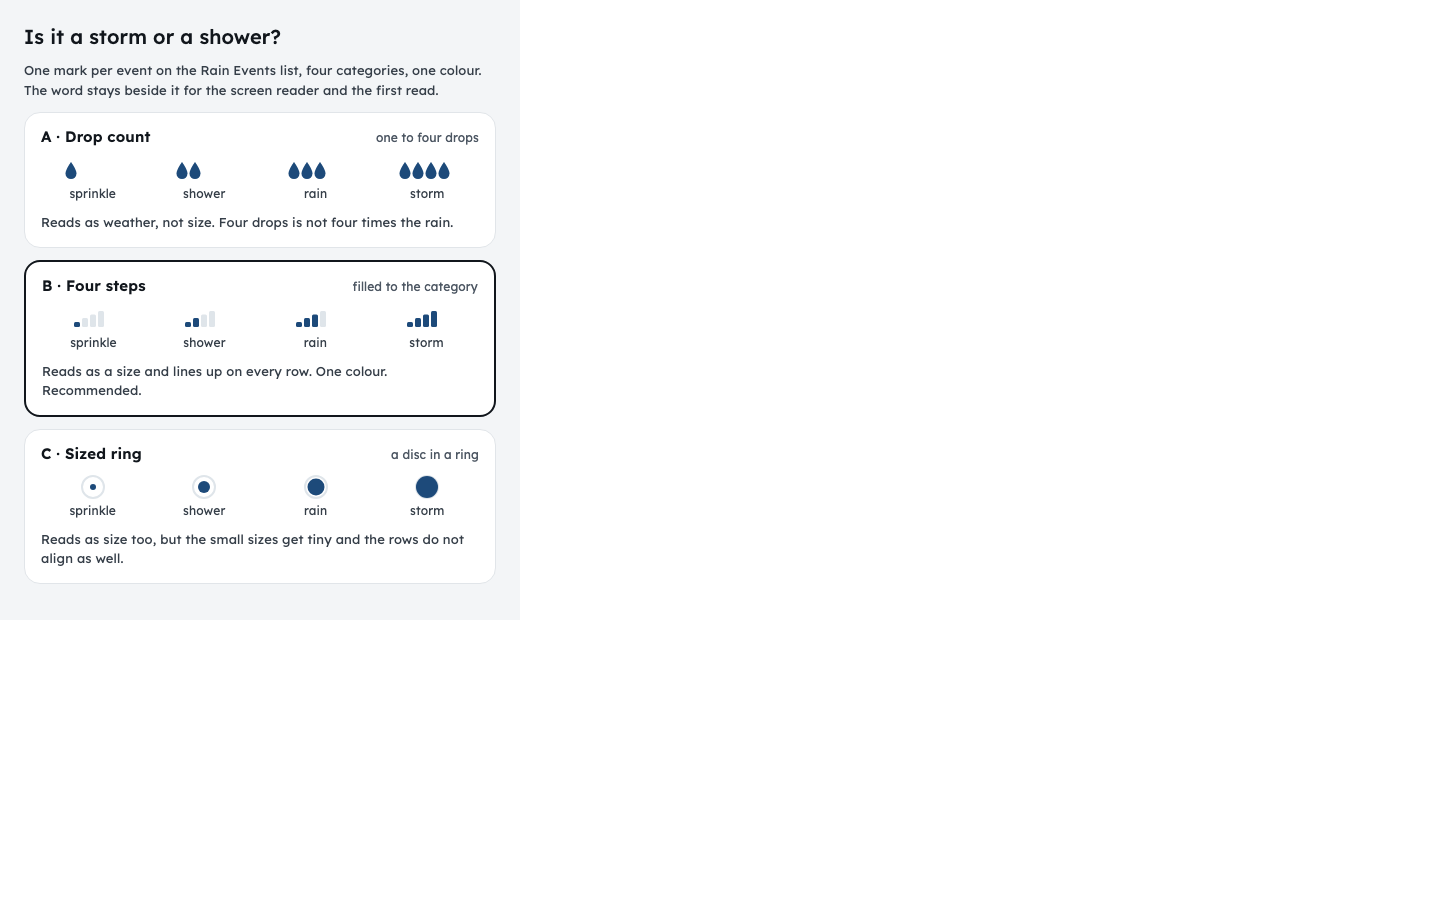 Is it a storm or a shower?
One mark per event on the Rain Events list, four categories, one colour.
The word stays beside it for the screen reader and the first read.
A · Drop count
one to four drops
sprinkle
shower
rain
storm
Reads as weather, not size. Four drops is not four times the rain.
B · Four steps
filled to the category
sprinkle
shower
rain
storm
Reads as a size and lines up on every row. One colour.
Recommended.
C · Sized ring
a disc in a ring
sprinkle
shower
rain
storm
Reads as size too, but the small sizes get tiny and the rows do not
align as well.